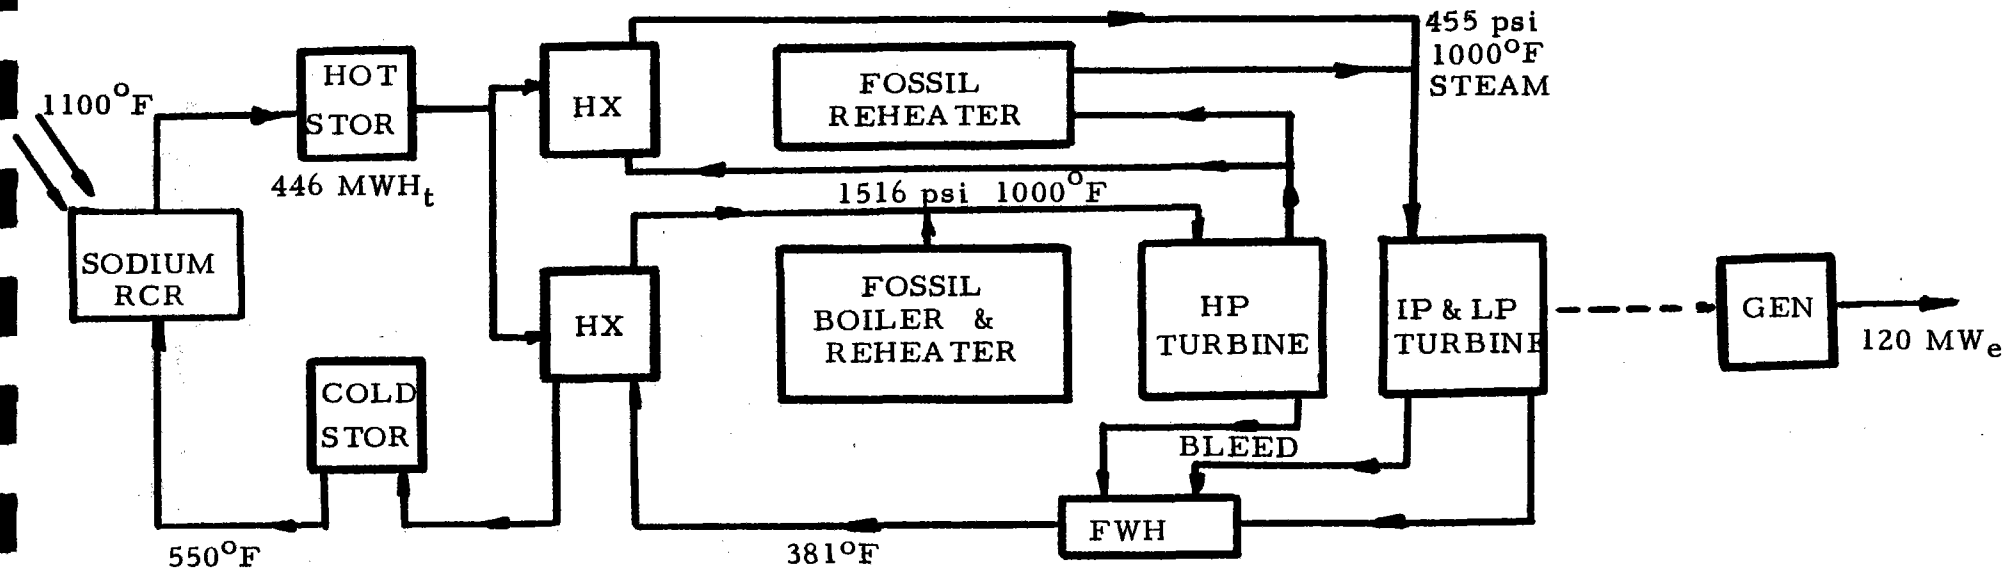 1100°F
HOT
STOR
446 MWHt
HX
FOSSIL
REHEATER
455 psi
1000°F
STEAM
1516 psi 1000°F
SODIUM
RCR
HX
FOSSIL
BOILER &
REHEATER
HP
TURBINE
IP & LP
TURBINE
GEN
120 MWe
COLD
STOR
BLEED
FWH
550°F
381°F